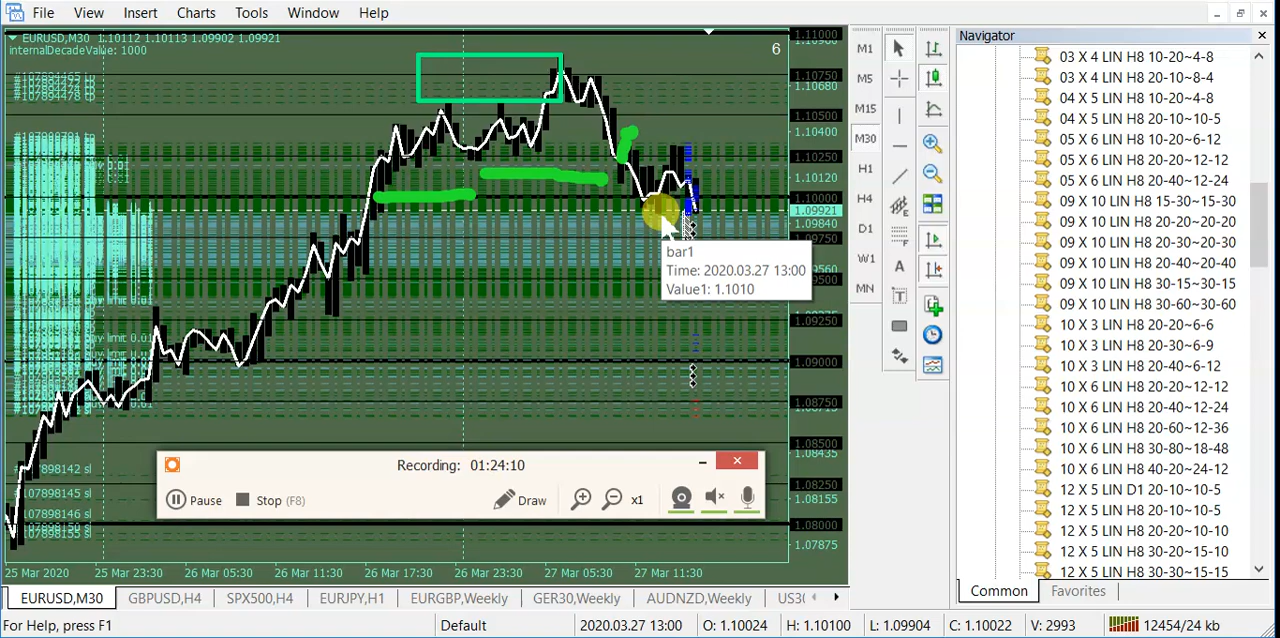 File View Insert Charts Tools Window Help
EURUSD,M30 1.10112 1.10113 1.09902 1.09921
internalDecadeValue: 1000
6
#107894465 tp
#107894478 tp
#107898142 sl
#107898145 sl
#107898146 sl
#107898155 sl
1.11000
1.10750
1.10680
1.10500
1.10400
1.10250
1.10120
1.10000
1.09921
1.09840
1.09750
1.09560
1.09250
1.09000
1.08715
1.08500
1.08435
1.08250
1.08155
1.08000
1.07875
bar1
Time: 2020.03.27 13:00
Value1: 1.1010
Recording: 01:24:10
Pause Stop (F8) Draw x1
25 Mar 2020 25 Mar 23:30 26 Mar 05:30 26 Mar 11:30 26 Mar 17:30 26 Mar 23:30 27 Mar 05:30 27 Mar 11:30
EURUSD,M30 GBPUSD,H4 SPX500,H4 EURJPY,H1 EURGBP,Weekly GER30,Weekly AUDNZD,Weekly US30
M1
M5
M15
M30
H1
H4
D1
W1
MN
A
T
Navigator
03 X 4 LIN H8 10-20~4-8
03 X 4 LIN H8 20-10~8-4
04 X 5 LIN H8 10-20~4-8
04 X 5 LIN H8 20-10~10-5
05 X 6 LIN H8 10-20~6-12
05 X 6 LIN H8 20-20~12-12
05 X 6 LIN H8 20-40~12-24
09 X 10 LIN H8 15-30~15-30
09 X 10 LIN H8 20-20~20-20
09 X 10 LIN H8 20-30~20-30
09 X 10 LIN H8 20-40~20-40
09 X 10 LIN H8 30-15~30-15
09 X 10 LIN H8 30-60~30-60
10 X 3 LIN H8 20-20~6-6
10 X 3 LIN H8 20-30~6-9
10 X 3 LIN H8 20-40~6-12
10 X 6 LIN H8 20-20~12-12
10 X 6 LIN H8 20-40~12-24
10 X 6 LIN H8 20-60~12-36
10 X 6 LIN H8 30-80~18-48
10 X 6 LIN H8 40-20~24-12
12 X 5 LIN D1 20-10~10-5
12 X 5 LIN H8 20-10~10-5
12 X 5 LIN H8 20-20~10-10
12 X 5 LIN H8 30-20~15-10
12 X 5 LIN H8 30-30~15-15
Common Favorites
For Help, press F1 Default 2020.03.27 13:00 O: 1.10024 H: 1.10100 L: 1.09904 C: 1.10022 V: 2993 12454/24 kb